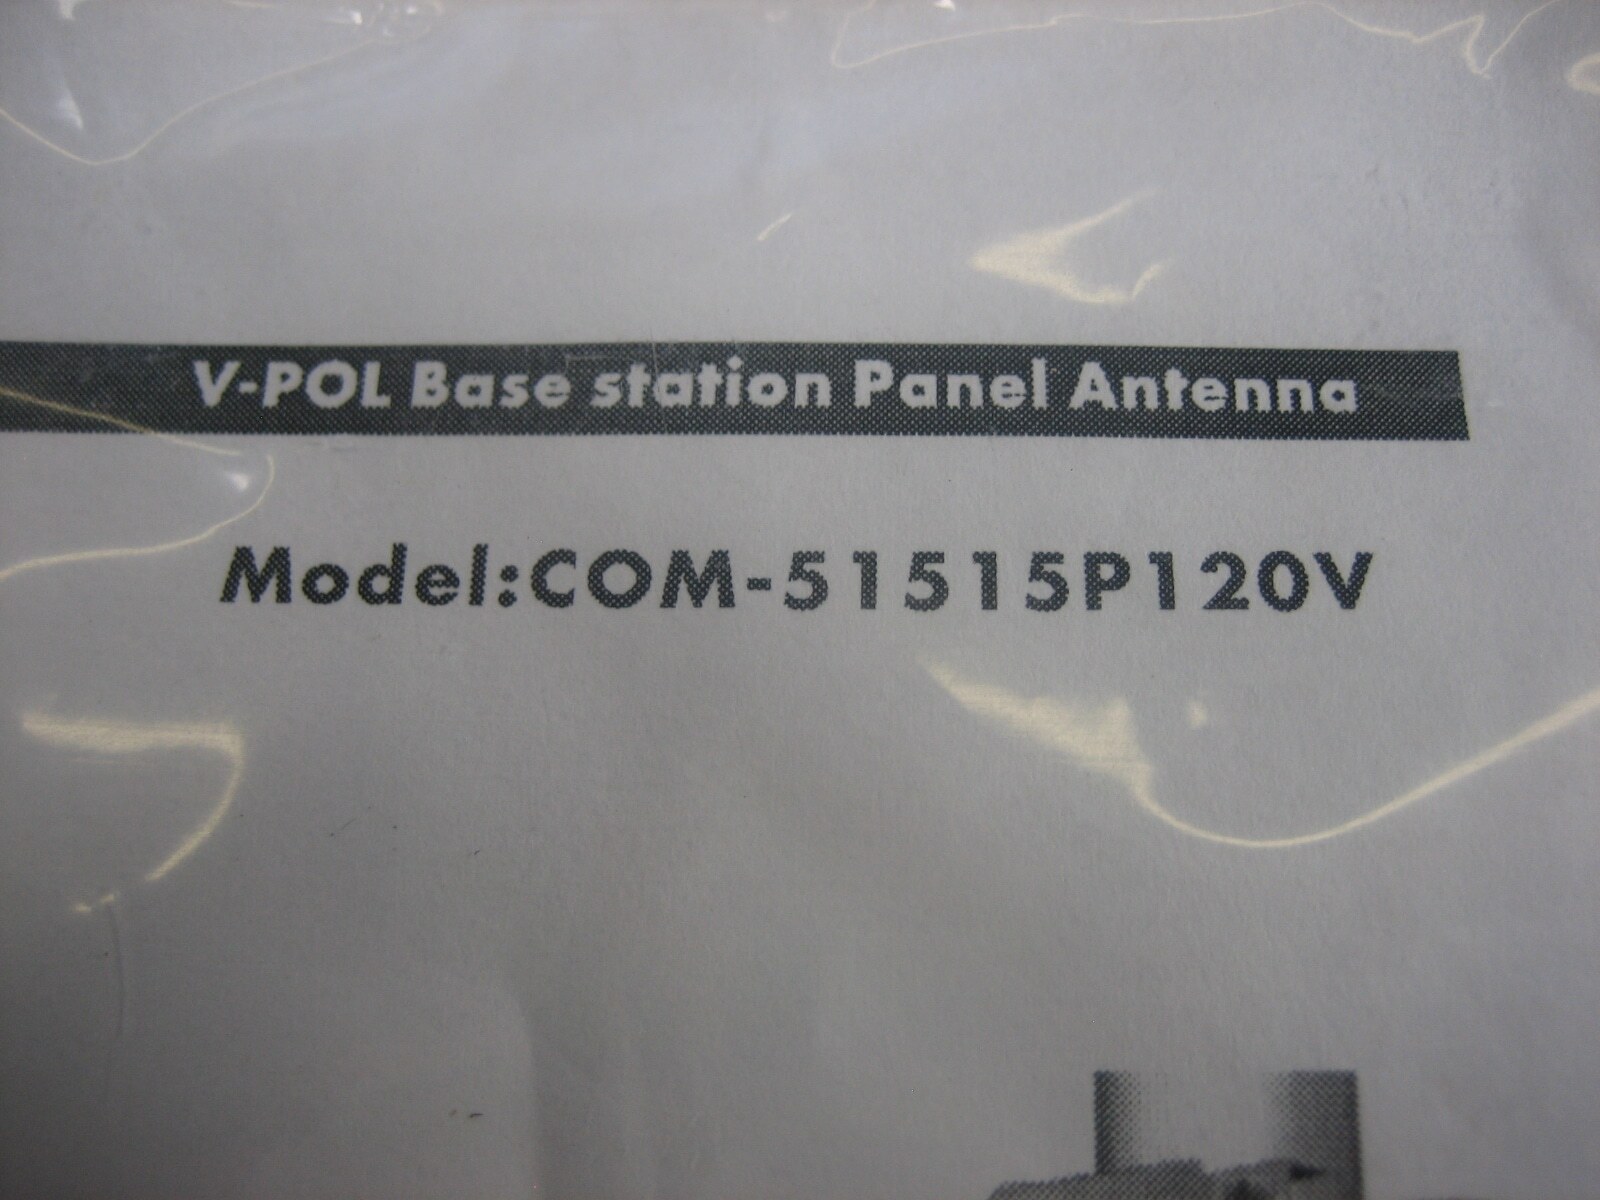 V-POL Base station Panel Antenna
Model:COM-51515P120V